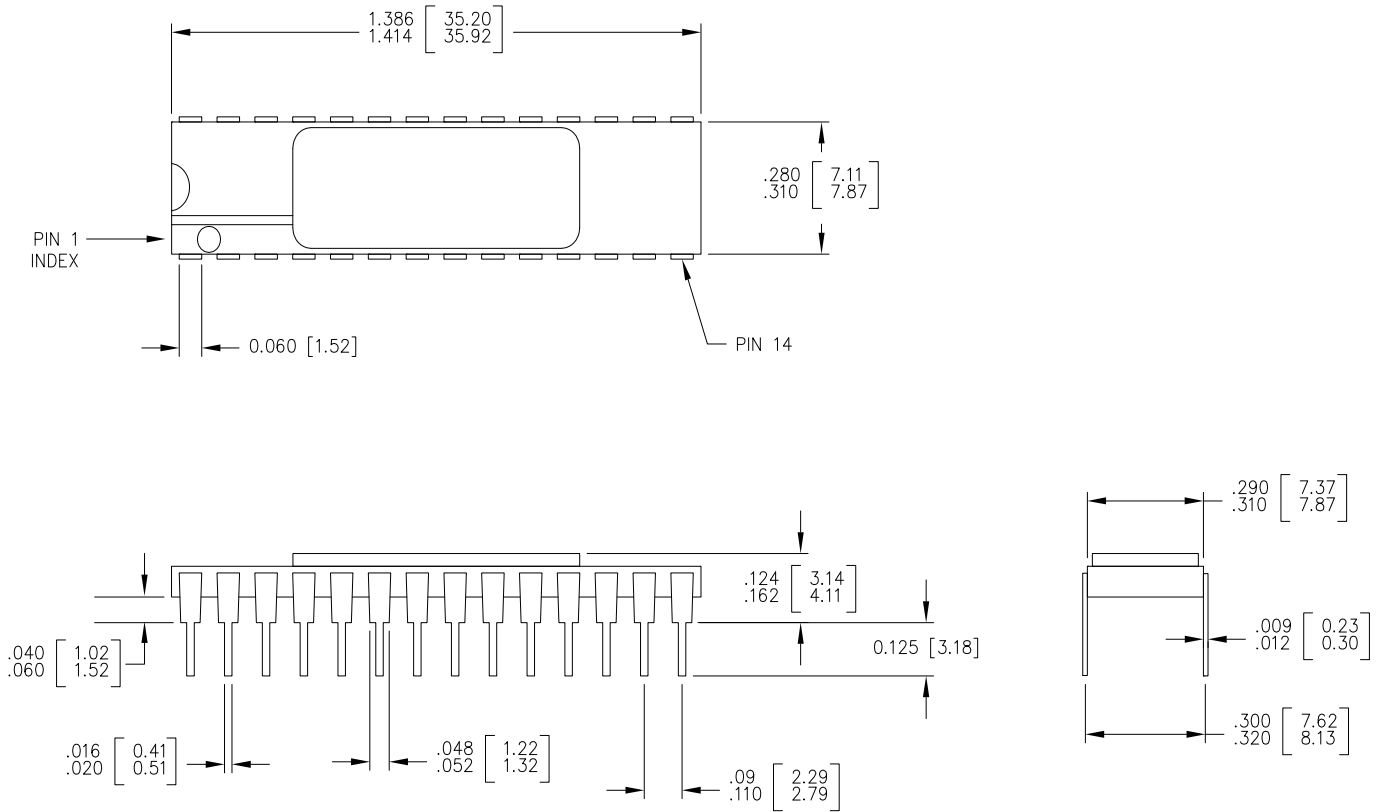 1.386 [ 35.20 ]
1.414 [ 35.92 ]
.280 [ 7.11 ]
.310 [ 7.87 ]
PIN 1
INDEX
0.060 [1.52]
PIN 14
.290 [ 7.37 ]
.310 [ 7.87 ]
.124 [ 3.14 ]
.162 [ 4.11 ]
.040 [ 1.02 ]
.060 [ 1.52 ]
0.125 [3.18]
.009 [ 0.23 ]
.012 [ 0.30 ]
.016 [ 0.41 ]
.020 [ 0.51 ]
.048 [ 1.22 ]
.052 [ 1.32 ]
.09 [ 2.29 ]
.110 [ 2.79 ]
.300 [ 7.62 ]
.320 [ 8.13 ]